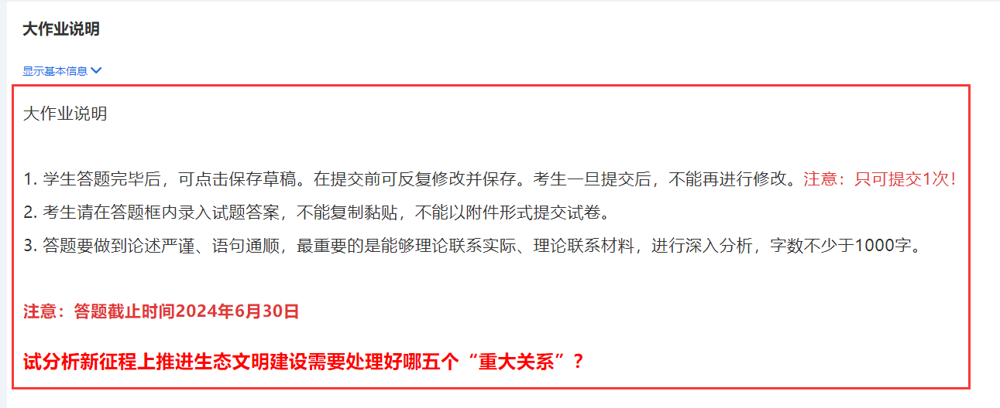 大作业说明
显示基本信息
大作业说明
1. 学生答题完毕后，可点击保存草稿。在提交前可反复修改并保存。考生一旦提交后，不能再进行修改。注意：只可提交1次！
2. 考生请在答题框内录入试题答案，不能复制黏贴，不能以附件形式提交试卷。
3. 答题要做到论述严谨、语句通顺，最重要的是能够理论联系实际、理论联系材料，进行深入分析，字数不少于1000字。
注意：答题截止时间2024年6月30日
试分析新征程上推进生态文明建设需要处理好哪五个“重大关系”？